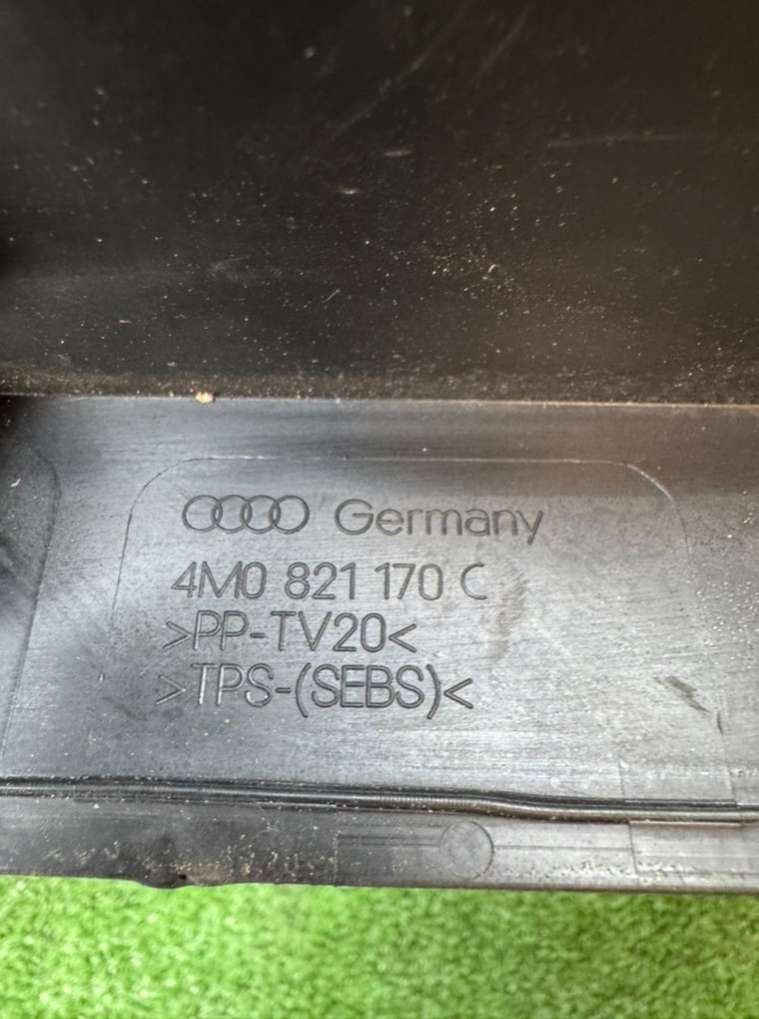 Germany
4M0 821 170 C
>PP-TV20<
>TPS-(SEBS)<